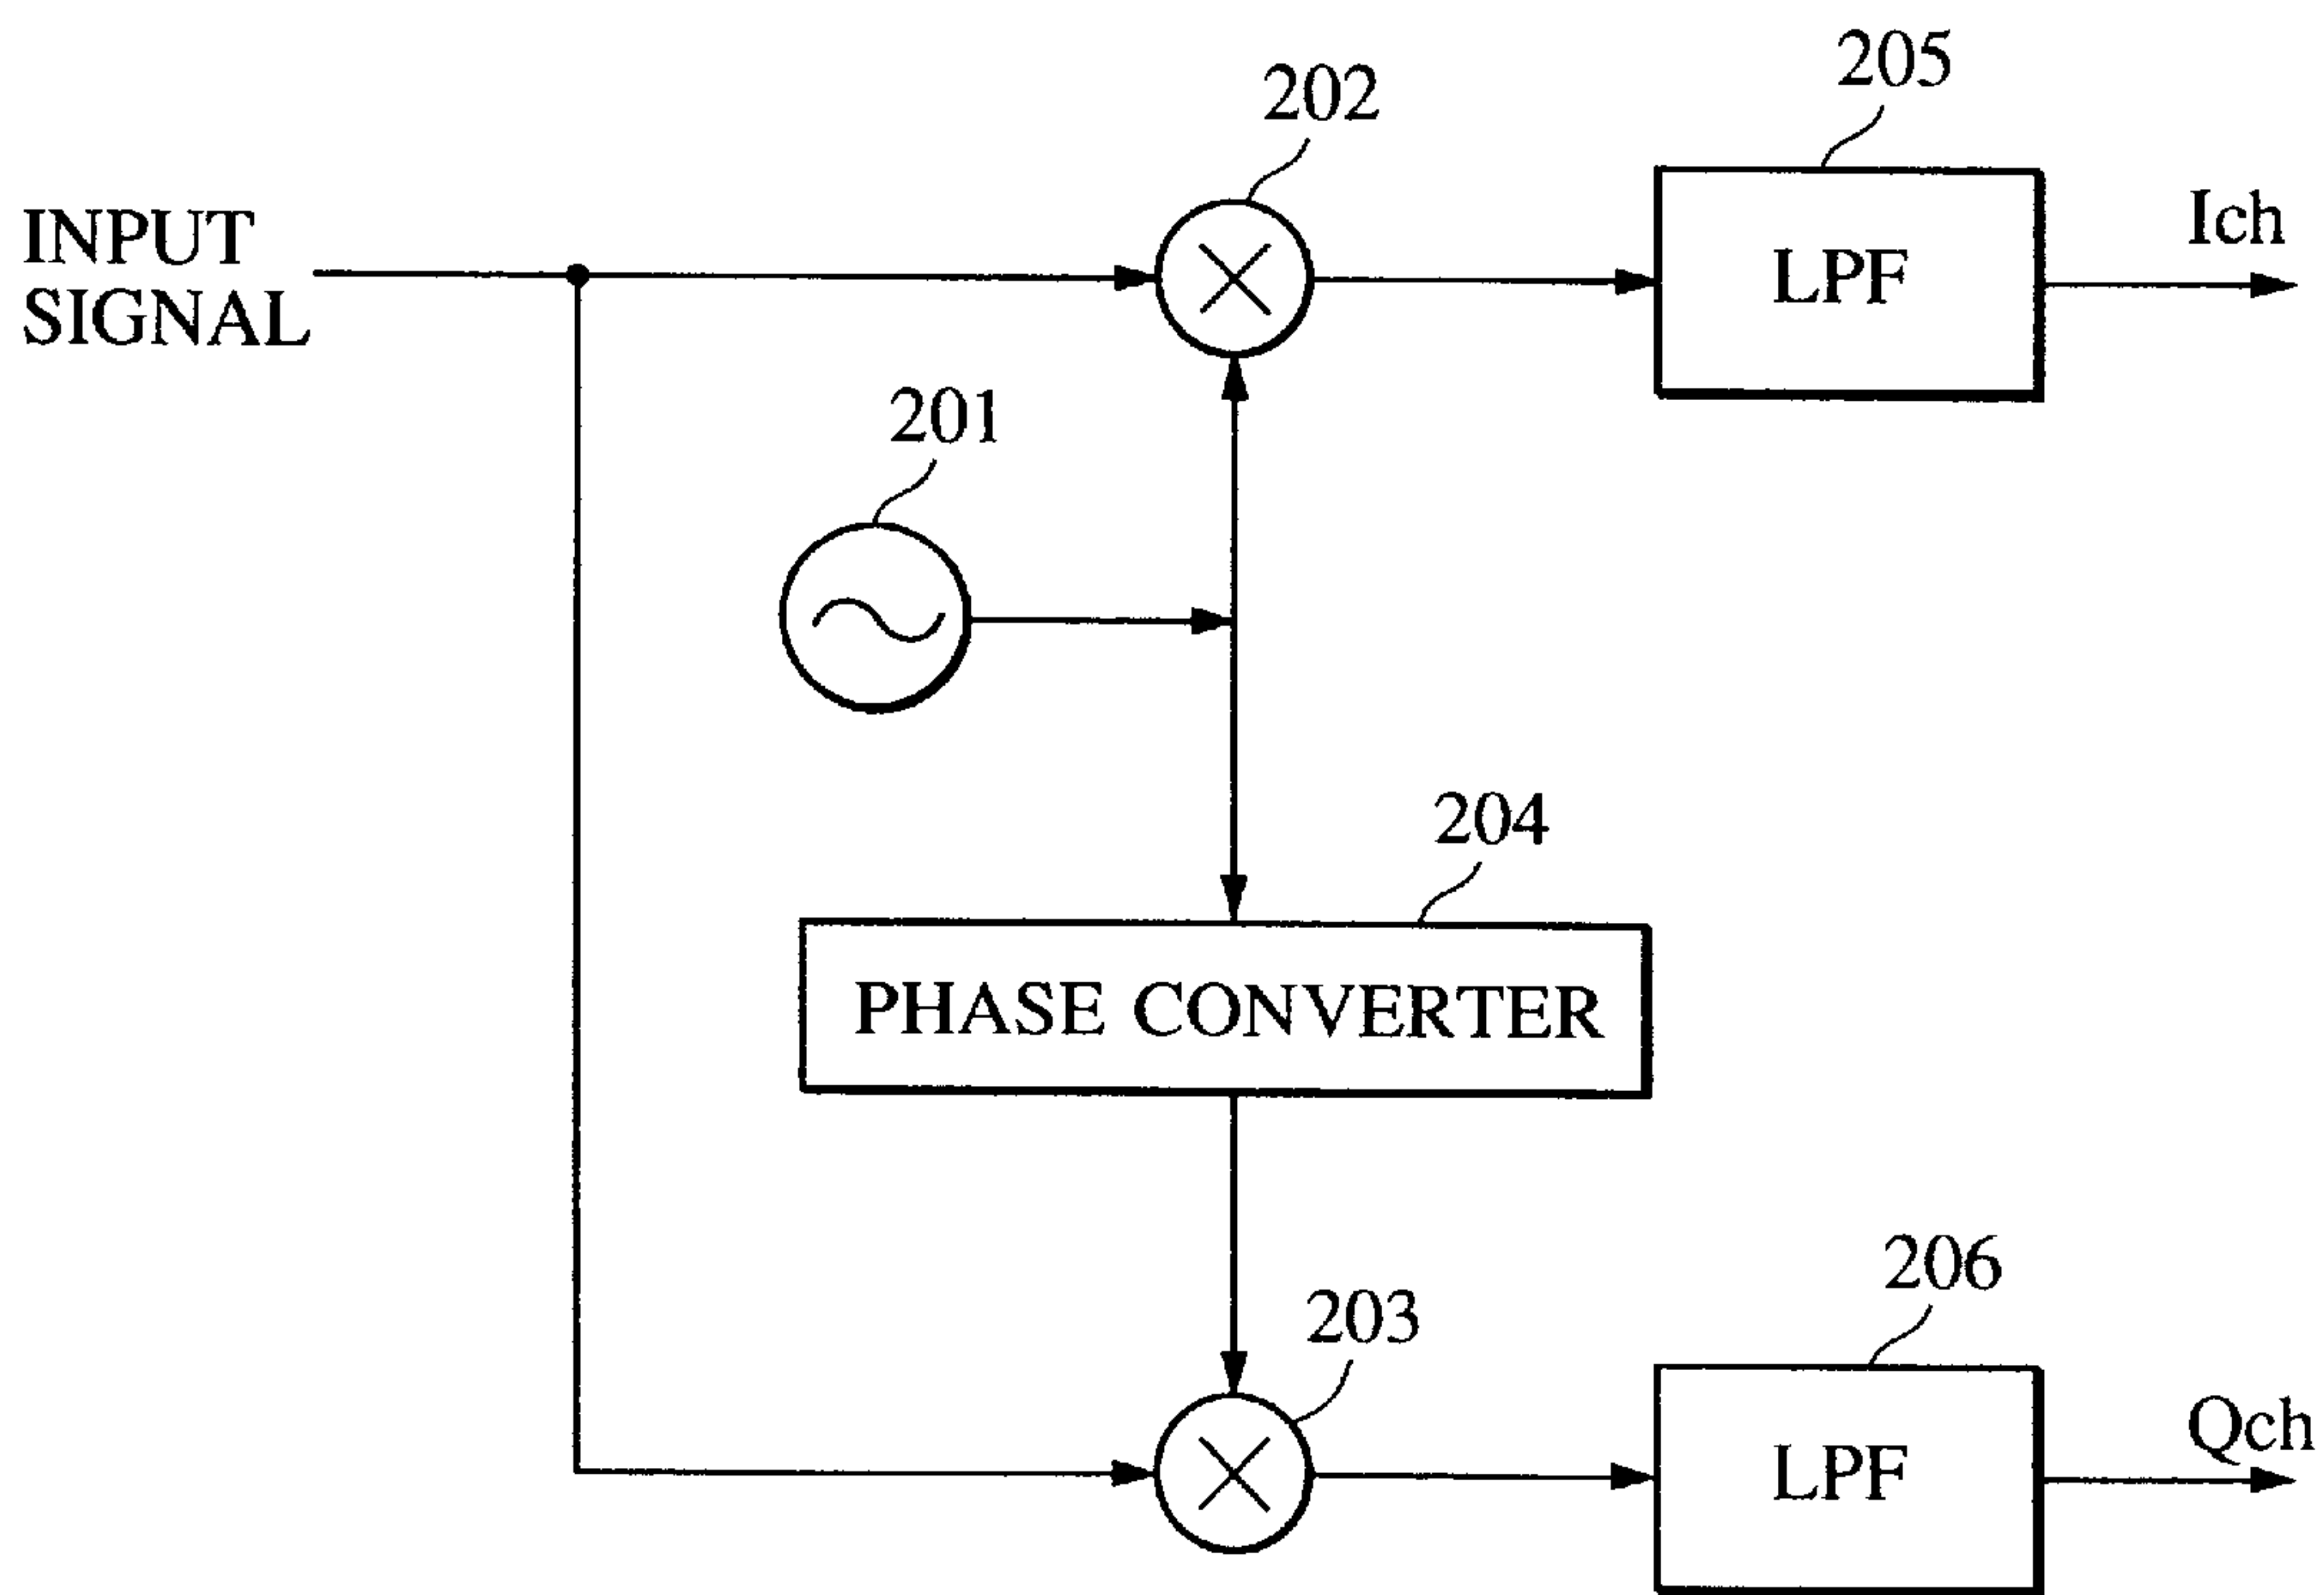 205
202
INPUT
SIGNAL
LPF
Ich
201
204
PHASE CONVERTER
206
203
LPF
Qch